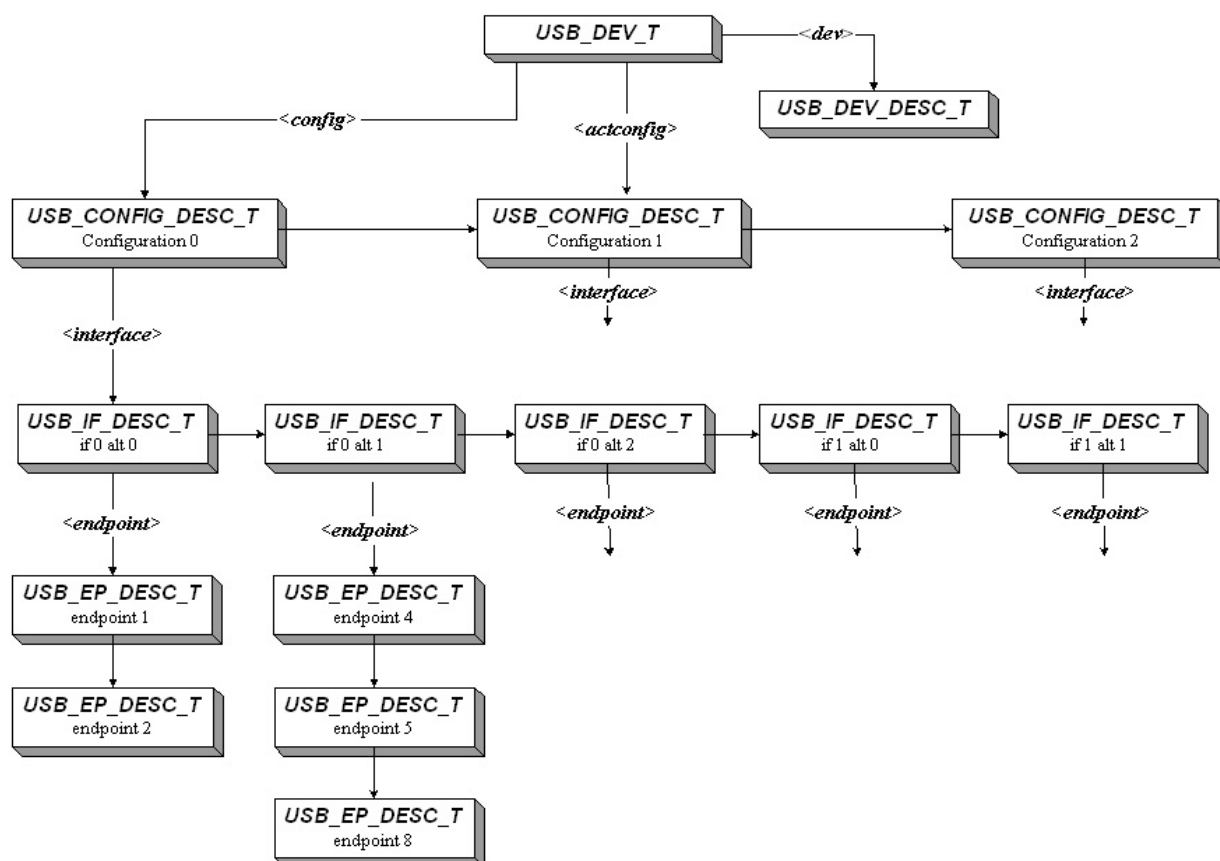 USB_DEV_T
<dev>
USB_DEV_DESC_T
<config>
<actconfig>
USB_CONFIG_DESC_T
Configuration 0
USB_CONFIG_DESC_T
Configuration 1
USB_CONFIG_DESC_T
Configuration 2
<interface>
<interface>
<interface>
USB_IF_DESC_T
if 0 alt 0
USB_IF_DESC_T
if 0 alt 1
USB_IF_DESC_T
if 0 alt 2
USB_IF_DESC_T
if 1 alt 0
USB_IF_DESC_T
if 1 alt 1
<endpoint>
<endpoint>
<endpoint>
<endpoint>
<endpoint>
USB_EP_DESC_T
endpoint 1
USB_EP_DESC_T
endpoint 4
USB_EP_DESC_T
endpoint 2
USB_EP_DESC_T
endpoint 5
USB_EP_DESC_T
endpoint 8